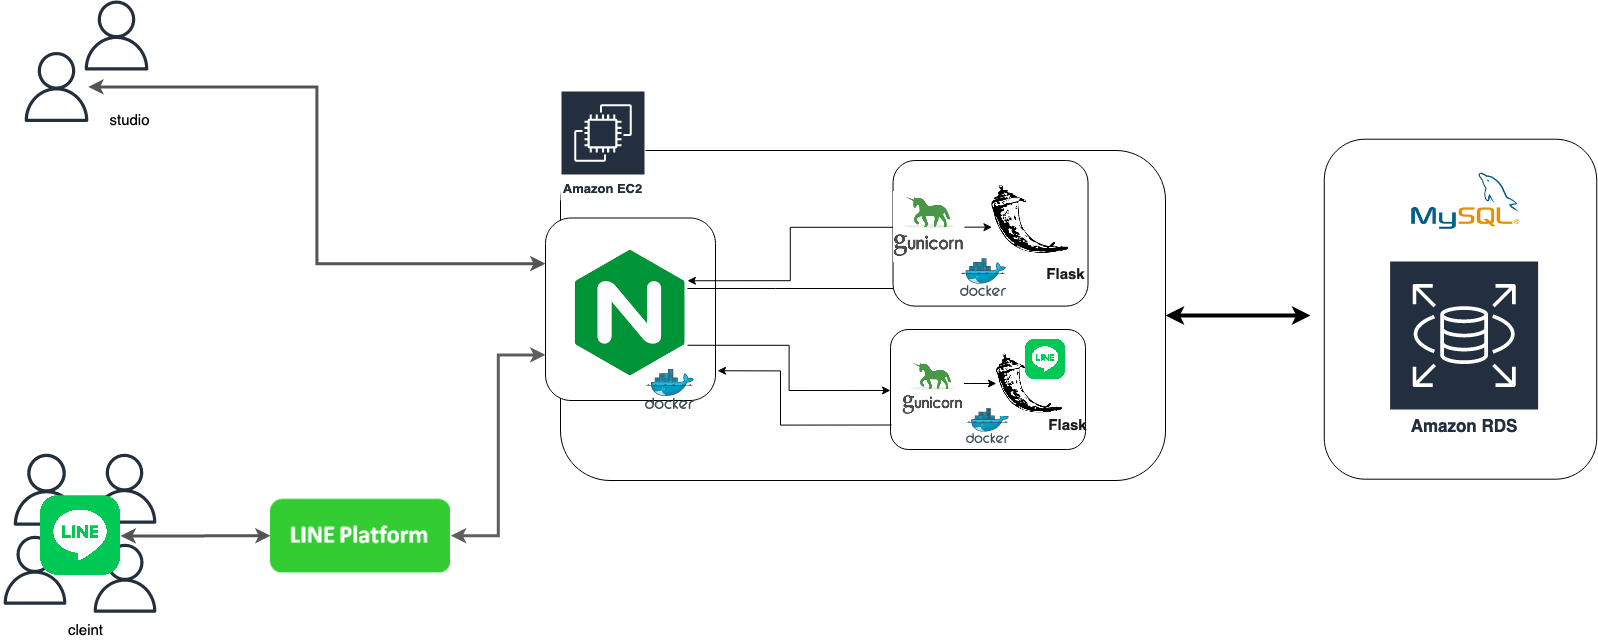 studio
Amazon EC2
gunicorn
Flask
docker
MySQL
LINE
gunicorn
docker
docker
Flask
Amazon RDS
LINE
LINE Platform
cleint